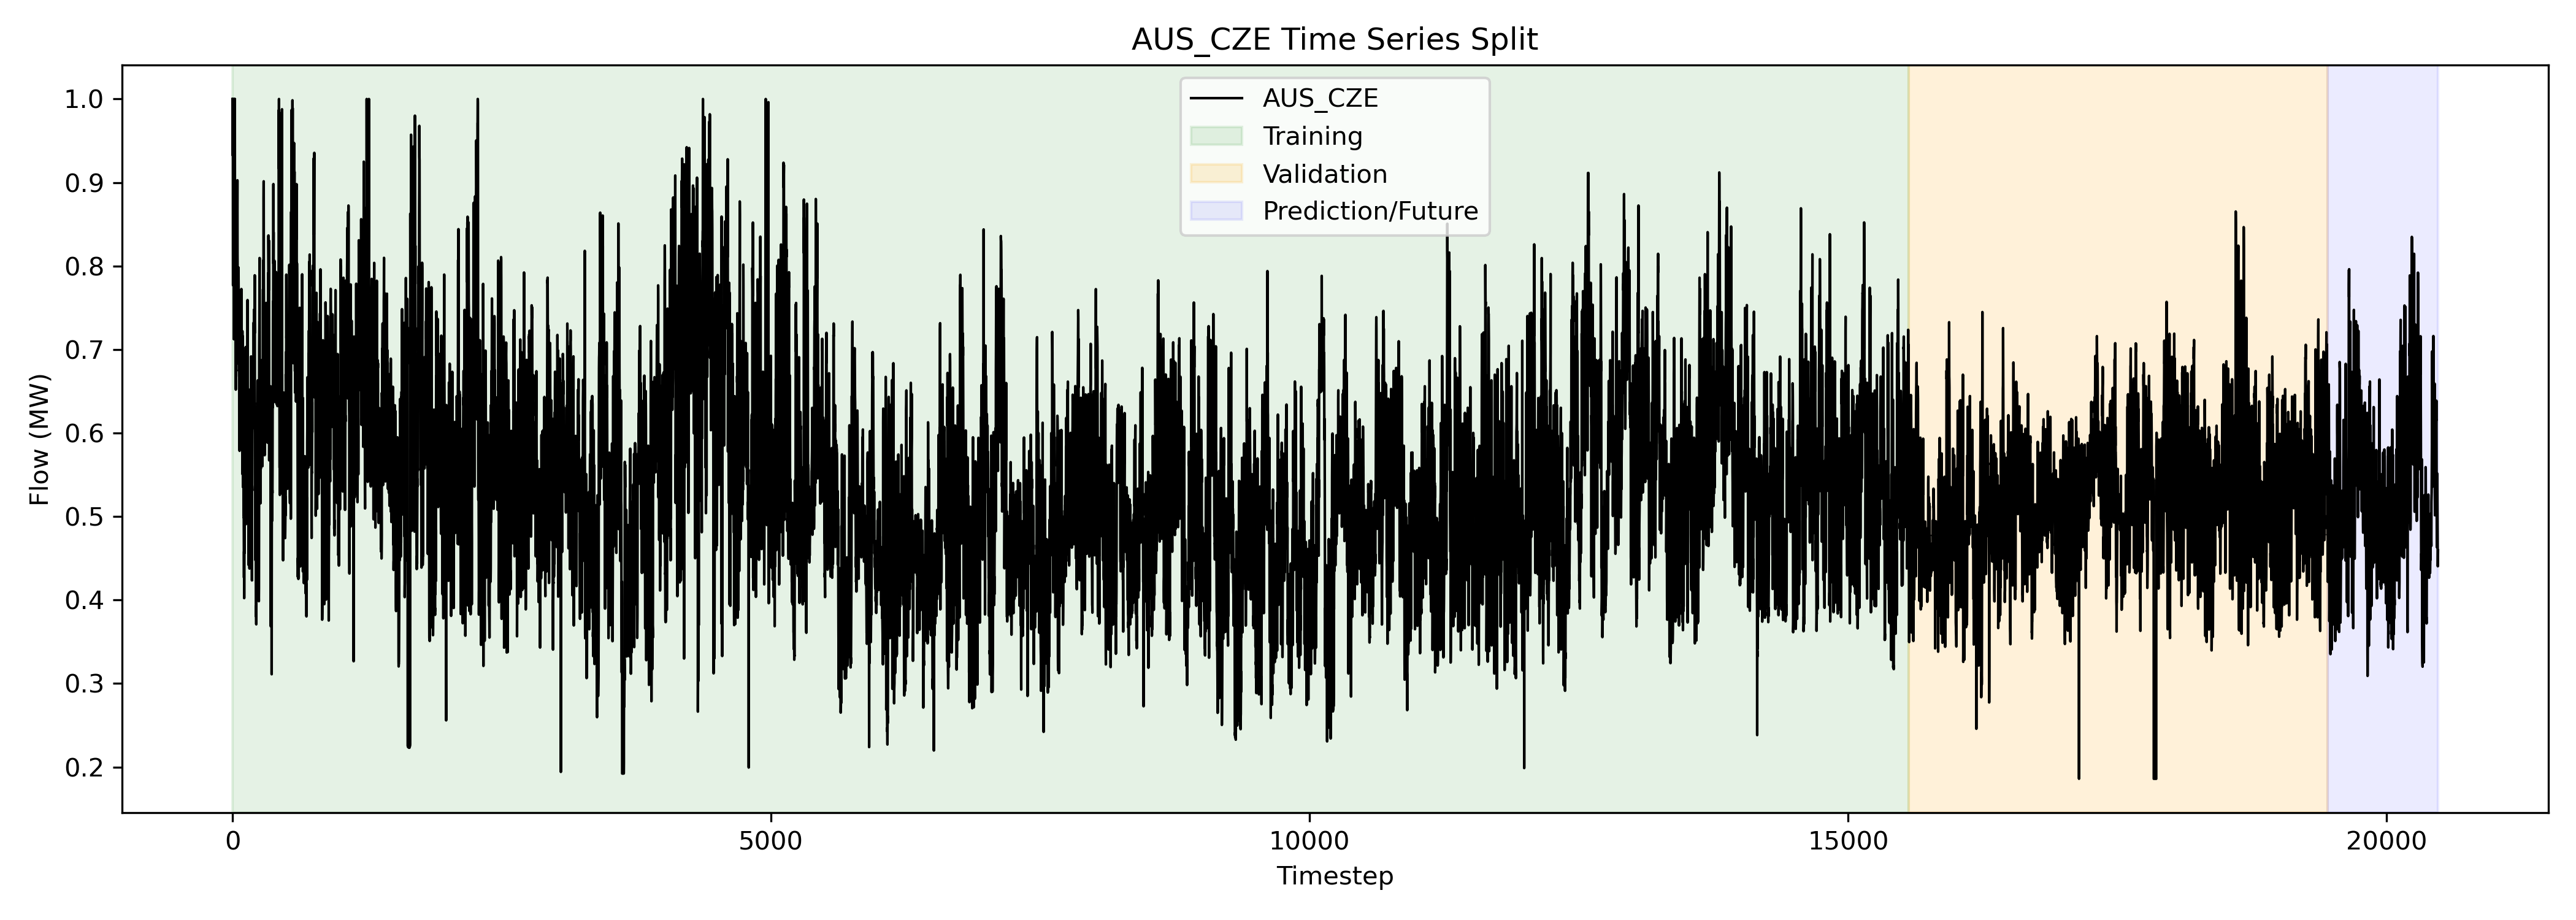 AUS_CZE Time Series Split
AUS_CZE
Training
Validation
Prediction/Future
Flow (MW)
1.0
0.9
0.8
0.7
0.6
0.5
0.4
0.3
0.2
0
5000
10000
15000
20000
Timestep